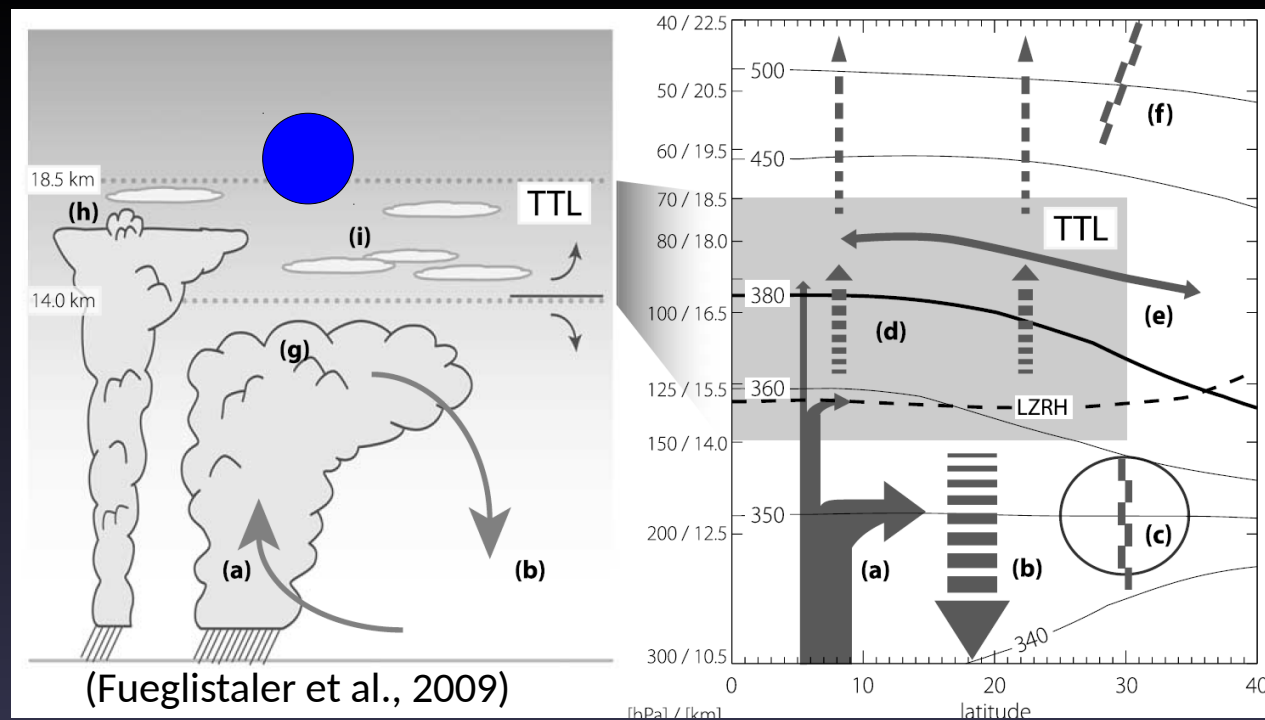 18.5 km
(h)
TTL
(i)
14.0 km
(g)
(a)
(b)
(Fueglistaler et al., 2009)
40 / 22.5
50 / 20.5
60 / 19.5
70 / 18.5
80 / 18.0
100 / 16.5
125 / 15.5
150 / 14.0
200 / 12.5
300 / 10.5
500
450
380
360
350
340
(f)
TTL
(e)
(d)
LZRH
(c)
(a)
(b)
0
10
20
30
40
[hPa] / [km]
latitude